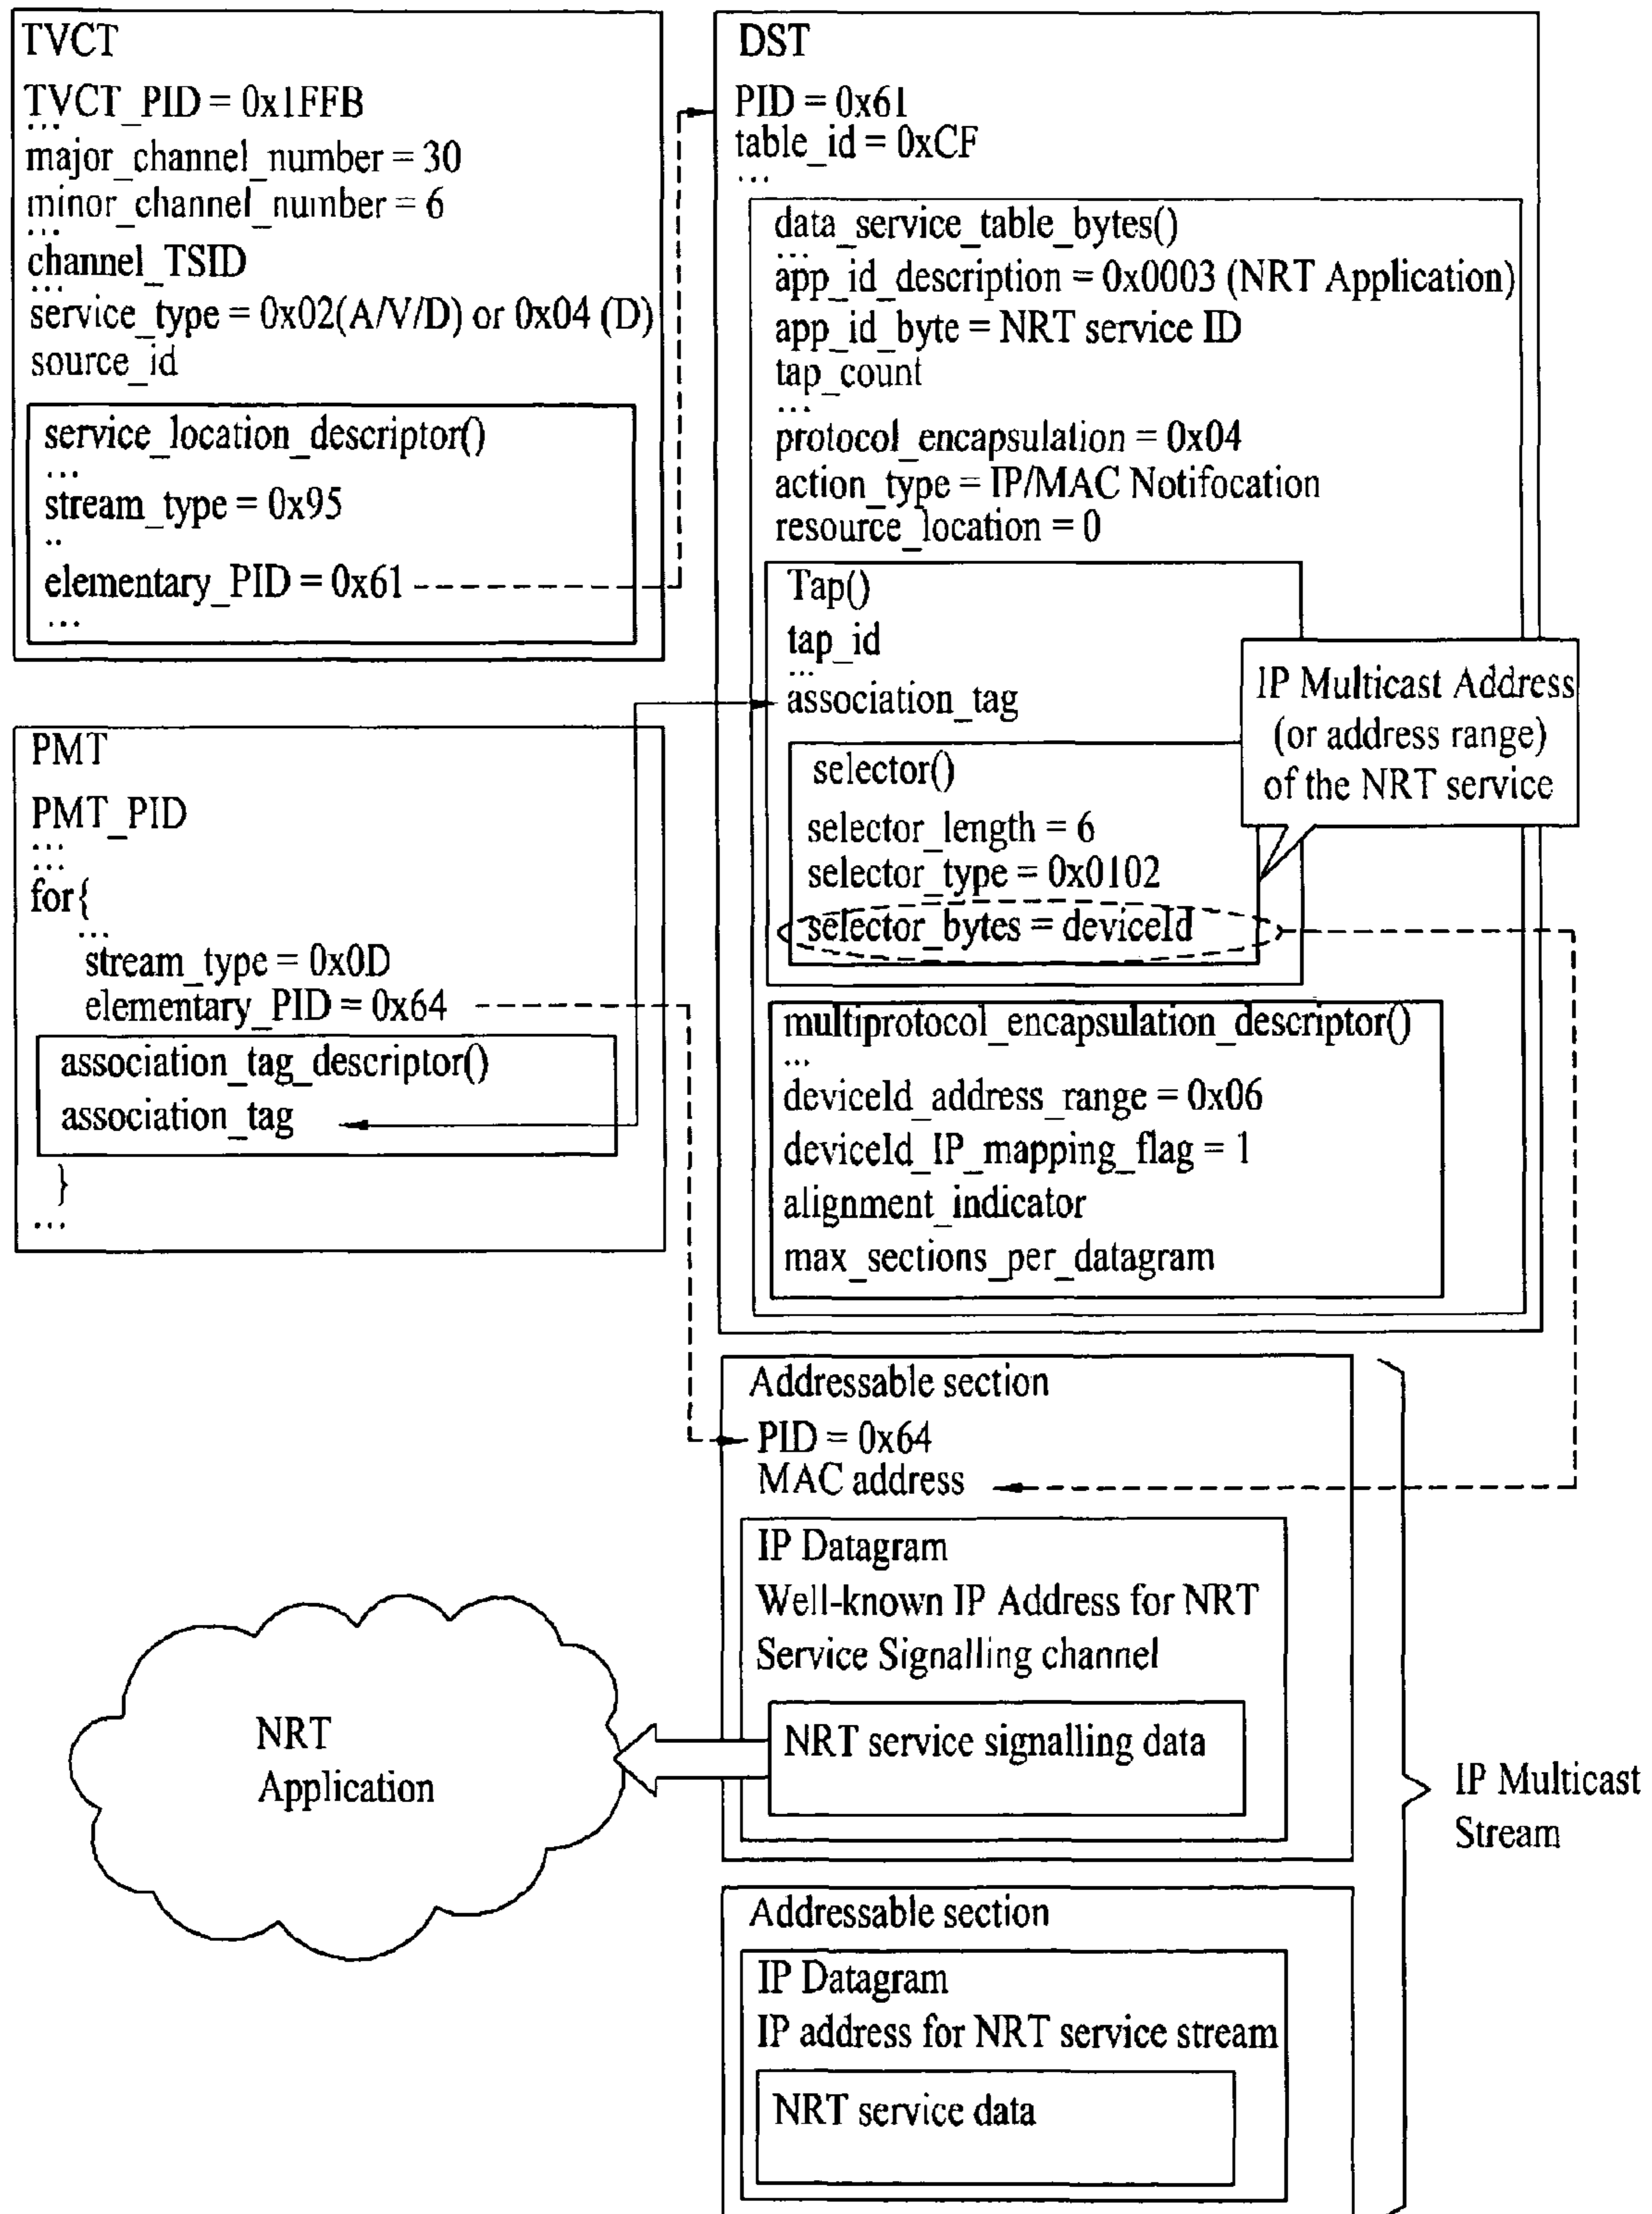 TVCT
TVCT_PID = 0x1FFB
...
major_channel_number = 30
minor_channel_number = 6
...
channel_TSID
...
service_type = 0x02(A/V/D) or 0x04 (D)
source_id
service_location_descriptor()
...
stream_type = 0x95
..
elementary_PID = 0x61
...
PMT
PMT_PID
...
...
for{
...
stream_type = 0x0D
elementary_PID = 0x64
association_tag_descriptor()
association_tag
}
...
DST
PID = 0x61
table_id = 0xCF
...
data_service_table_bytes()
...
app_id_description = 0x0003 (NRT Application)
app_id_byte = NRT service ID
tap_count
...
protocol_encapsulation = 0x04
action_type = IP/MAC Notifocation
resource_location = 0
Tap()
tap_id
...
association_tag
selector()
selector_length = 6
selector_type = 0x0102
selector_bytes = deviceId
IP Multicast Address
(or address range)
of the NRT service
multiprotocol_encapsulation_descriptor()
...
deviceId_address_range = 0x06
deviceId_IP_mapping_flag = 1
alignment_indicator
max_sections_per_datagram
Addressable section
PID = 0x64
MAC address
IP Datagram
Well-known IP Address for NRT
Service Signalling channel
NRT service signalling data
NRT
Application
IP Multicast
Stream
Addressable section
IP Datagram
IP address for NRT service stream
NRT service data